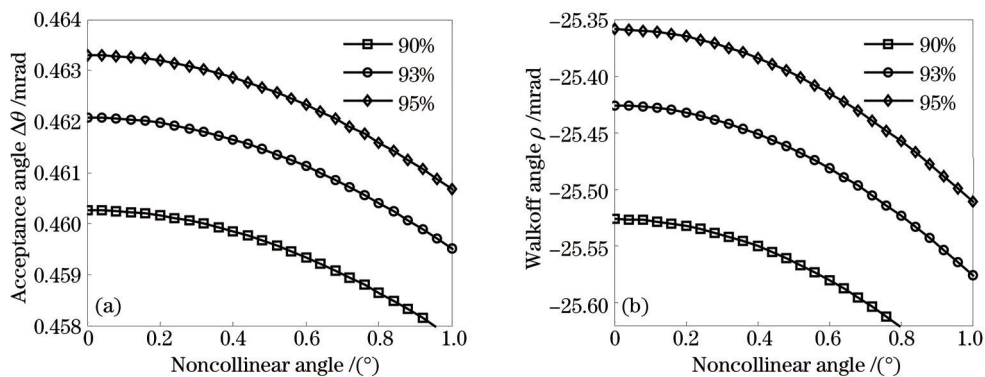 0.464
0.463
0.462
0.461
0.460
0.459
0.458
Acceptance angle Δθ /mrad
90%
93%
95%
(a)
0 0.2 0.4 0.6 0.8 1.0
Noncollinear angle /(°)
−25.35
−25.40
−25.45
−25.50
−25.55
−25.60
Walkoff angle ρ /mrad
90%
93%
95%
(b)
0 0.2 0.4 0.6 0.8 1.0
Noncollinear angle /(°)